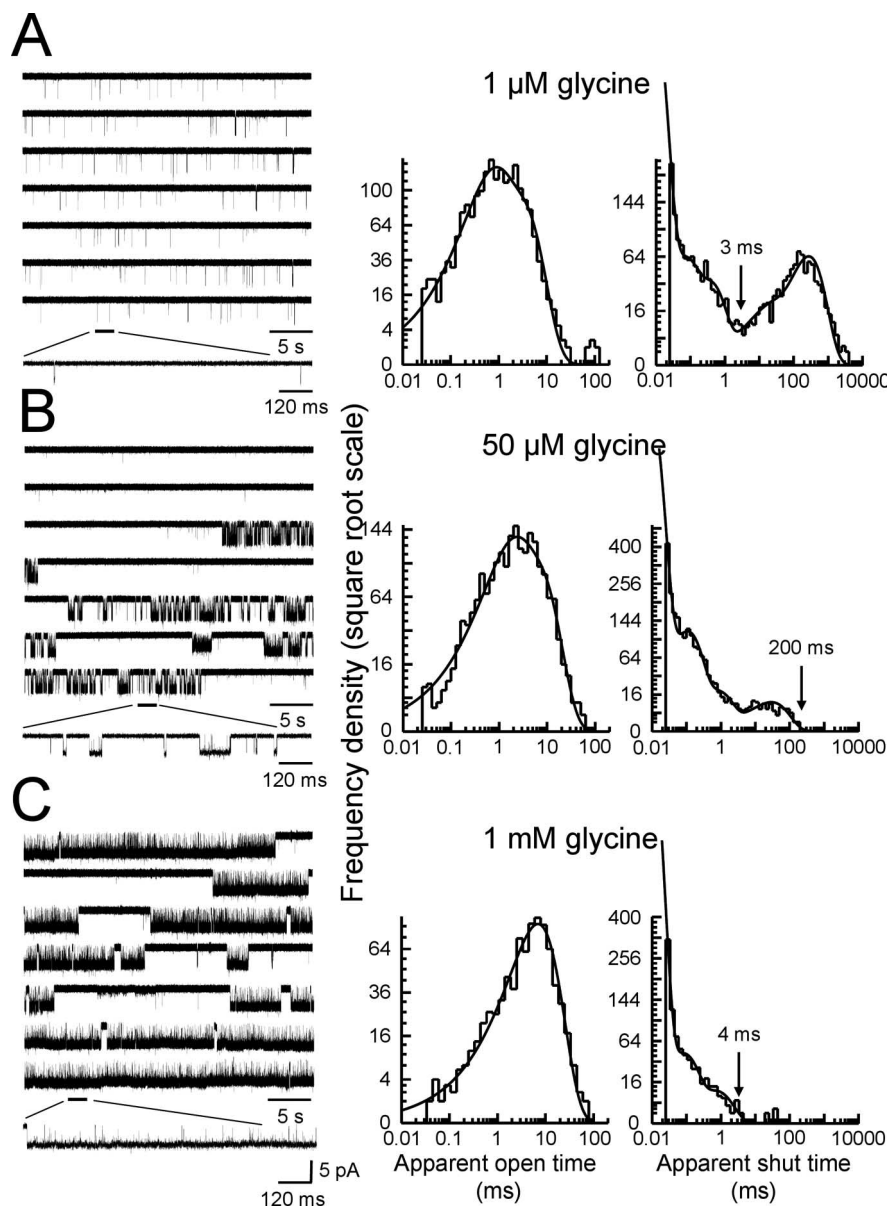 A
1 µM glycine
100
64
36
16
4
0
0.01 0.1 1 10 100
144
64
16
0
3 ms
0.01 1 100 10000
5 s
120 ms
B
50 µM glycine
144
64
16
0
0.01 0.1 1 10 100
400
256
144
64
16
0
200 ms
0.01 1 100 10000
5 s
120 ms
Frequency density (square root scale)
C
1 mM glycine
64
36
16
4
0
0.01 0.1 1 10 100
Apparent open time
(ms)
400
256
144
64
16
0
4 ms
0.01 1 100 10000
Apparent shut time
(ms)
5 s
5 pA
120 ms